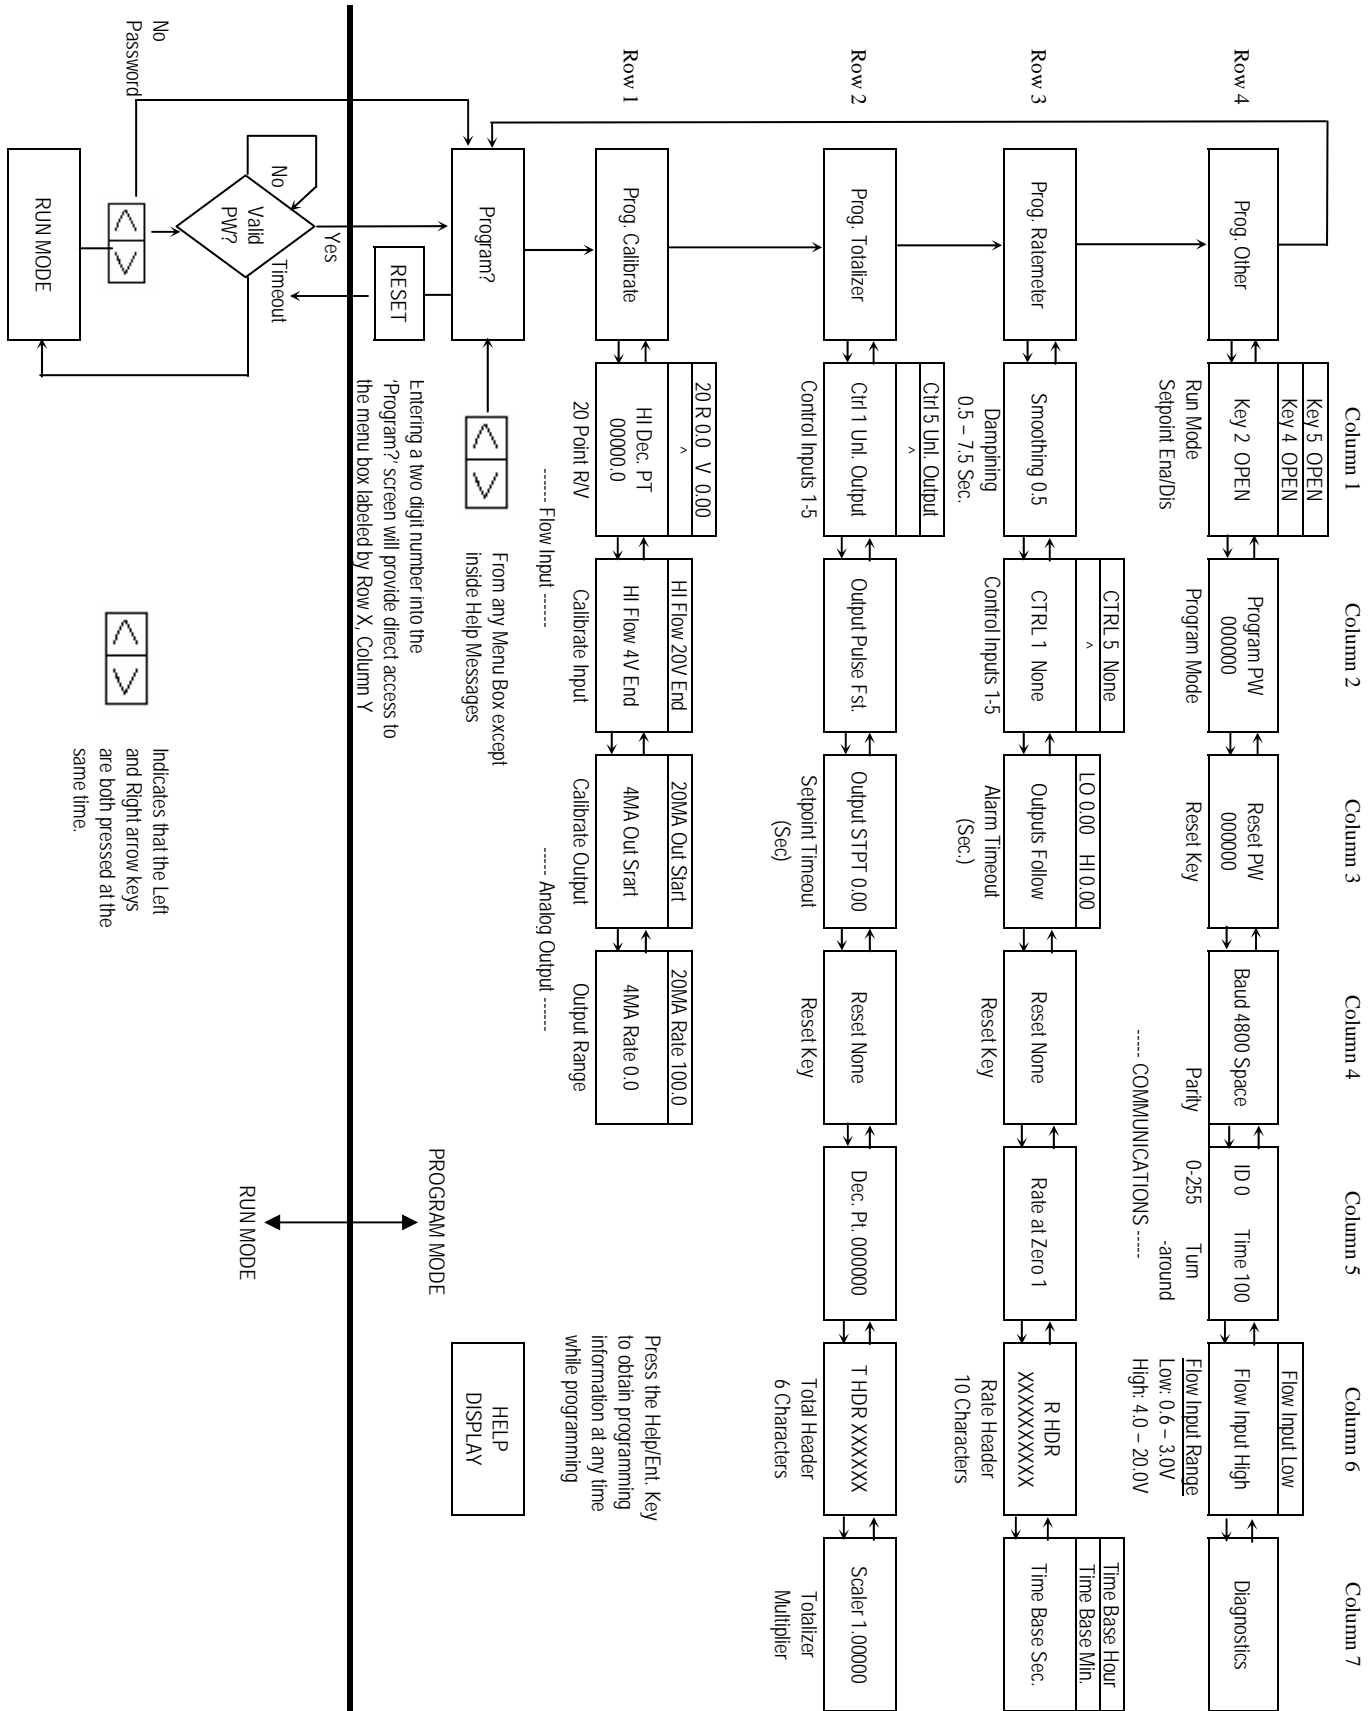 Column 1 Column 2 Column 3 Column 4 Column 5 Column 6 Column 7
Row 4
Prog. Other
Key 5 OPEN
Key 4 OPEN
Key 2 OPEN
Run Mode
Setpoint Ena/Dis
Program PW
000000
Program Mode
Reset PW
000000
Reset Key
Baud 4800 Space
Parity
ID 0 Time 100
0-255 Turn
-around
----- COMMUNICATIONS -----
Flow Input Low
Flow Input High
Flow Input Range
Low: 0.6 – 3.0V
High: 4.0 – 20.0V
Diagnostics
Row 3
Prog. Ratemeter
Smoothing 0.5
Dampining
0.5 – 7.5 Sec.
CTRL 5 None
^
CTRL 1 None
Control Inputs 1-5
LO 0.00 HI 0.00
Outputs Follow
Alarm Timeout
(Sec.)
Reset None
Reset Key
Rate at Zero 1
R HDR
XXXXXXXXXX
Rate Header
10 Characters
Time Base Hour
Time Base Min.
Time Base Sec.
Row 2
Prog. Totalizer
Ctrl 5 Unl. Output
^
Ctrl 1 Unl. Output
Control Inputs 1-5
Output Pulse Fst.
Output STPT 0.00
Setpoint Timeout
(Sec)
Reset None
Reset Key
Dec. Pt. 000000
T HDR XXXXXX
Total Header
6 Characters
Scaler 1.00000
Totalizer
Multiplier
Row 1
Prog. Calibrate
20 R 0.0 V 0.00
^
HI Dec. PT
00000.0
20 Point R/V
HI Flow 20V End
HI Flow 4V End
Calibrate Input
------ Flow Input ------
20MA Out Start
4MA Out Srart
Calibrate Output
20MA Rate 100.0
4MA Rate 0.0
Output Range
----- Analog Output ------
Program?
< >
From any Menu Box except
inside Help Messages
Press the Help/Ent. Key
to obtain programming
information at any time
while programming
HELP
DISPLAY
RESET
Entering a two digit number into the
'Program?' screen will provide direct access to
the menu box labeled by Row X, Column Y
PROGRAM MODE
RUN MODE
Yes
Timeout
No
Valid
PW?
No
Password
< >
RUN MODE
< >
Indicates that the Left
and Right arrow keys
are both pressed at the
same time.